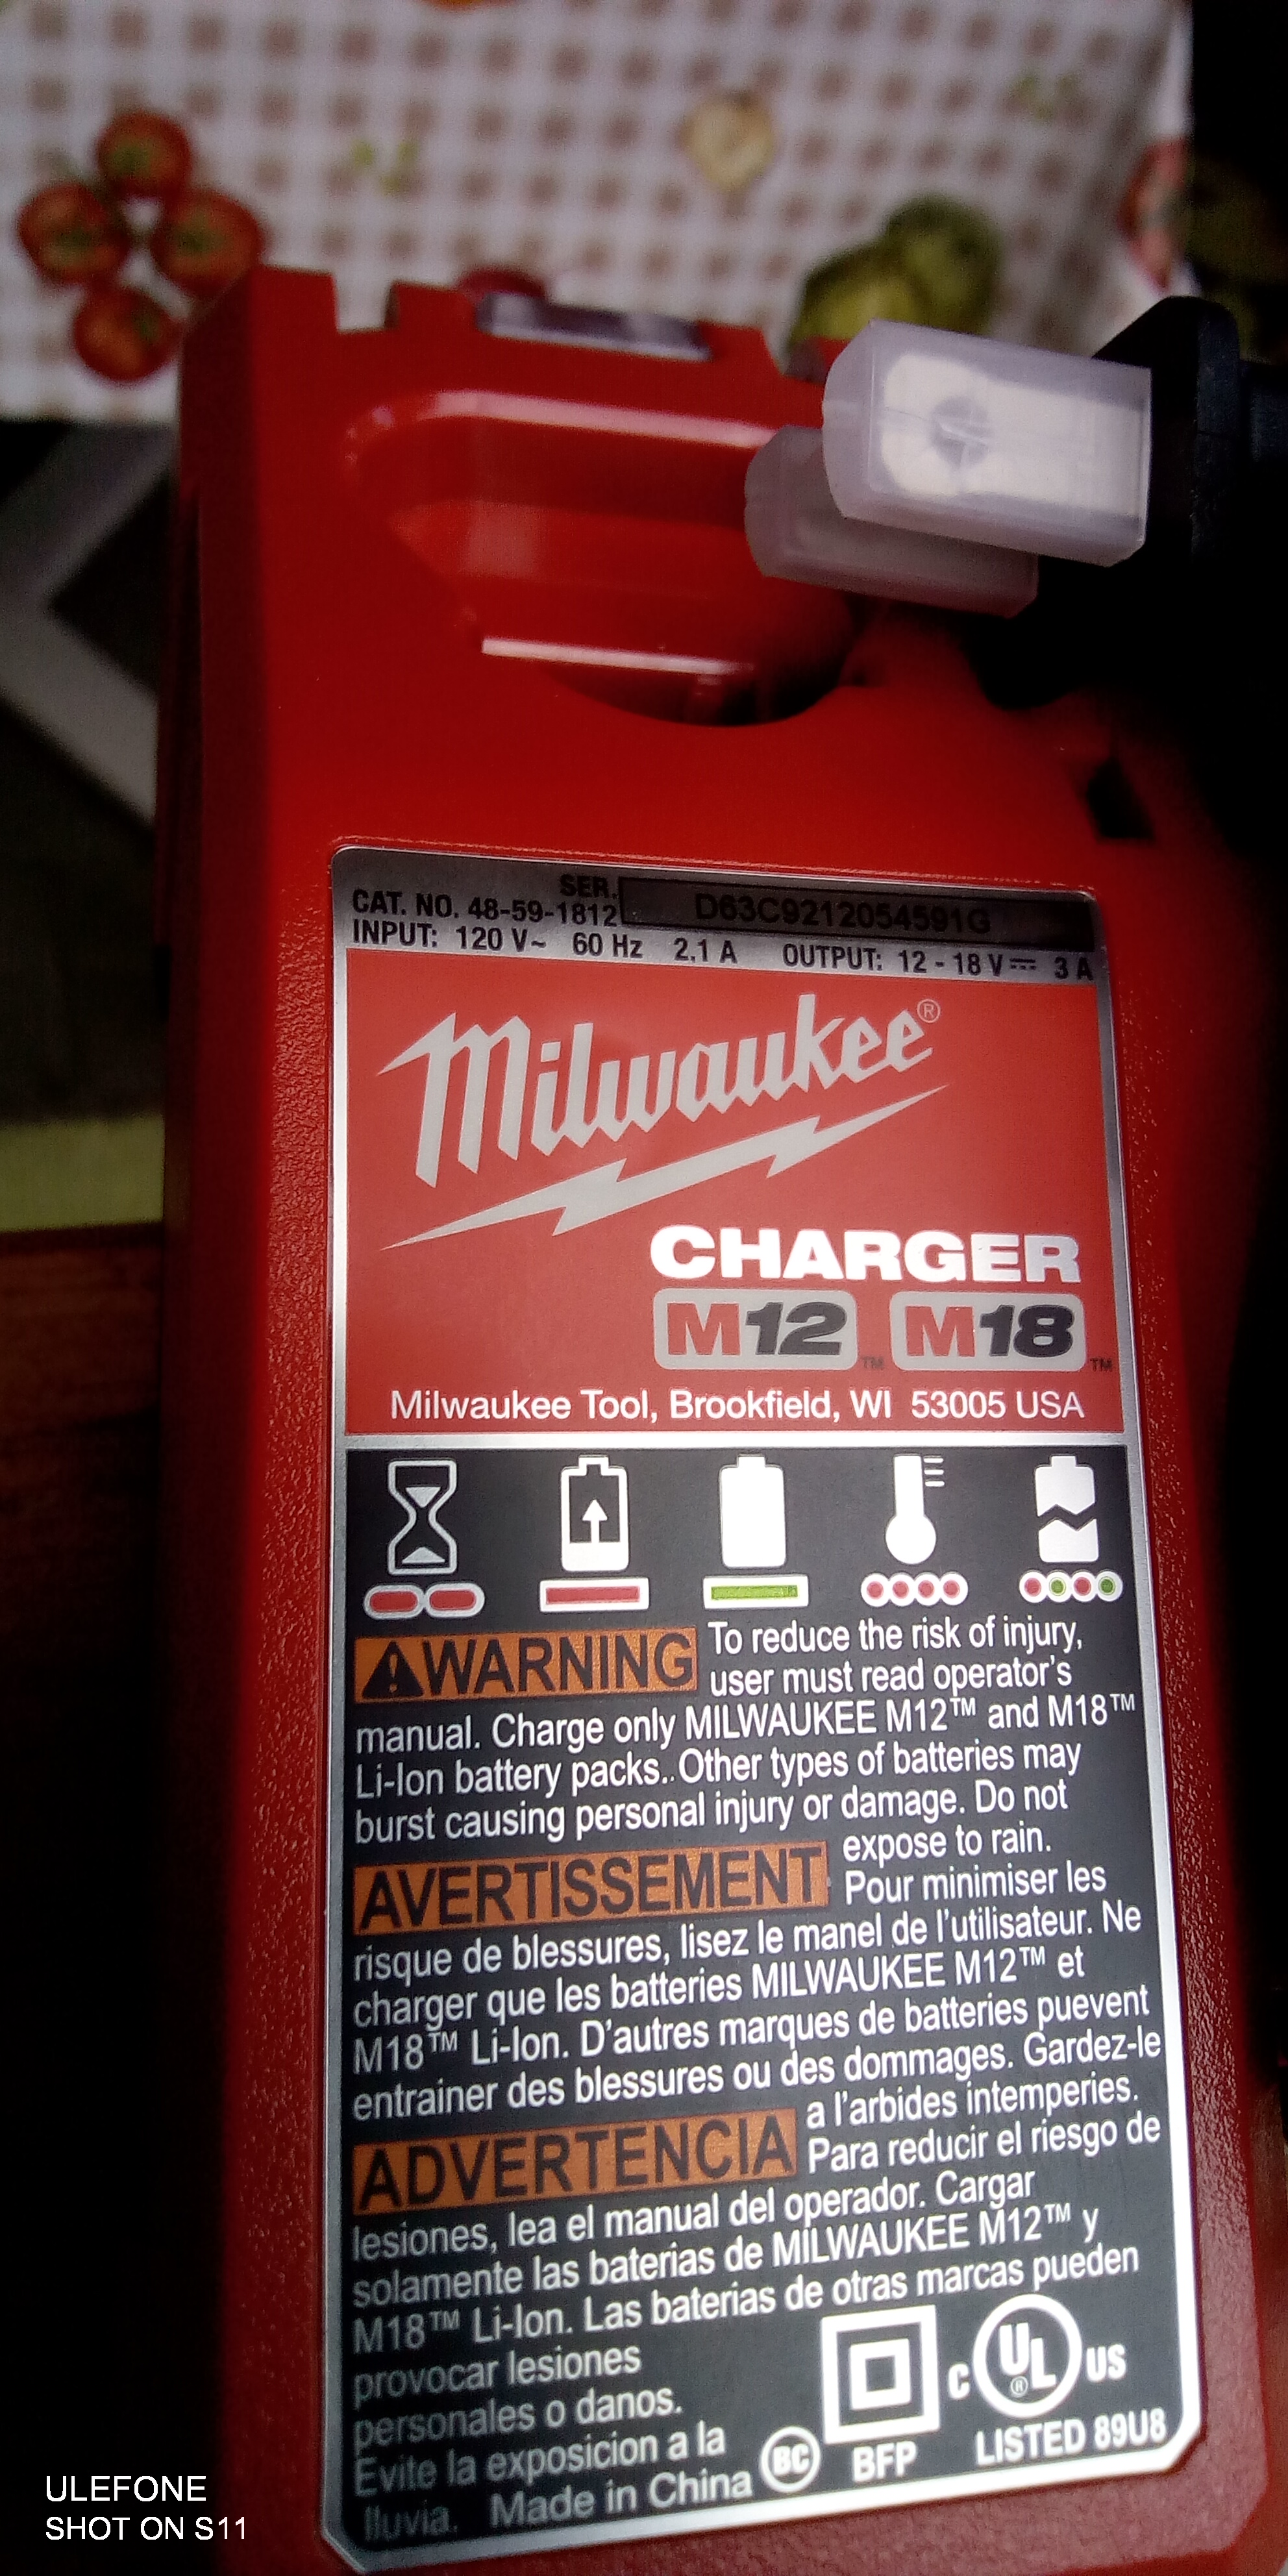 SER. D63C9212054591G
CAT. NO. 48-59-1812
INPUT: 120 V~ 60 Hz 2.1 A OUTPUT: 12 - 18 V⎓ 3 A
Milwaukee®
CHARGER
M12™ M18™
Milwaukee Tool, Brookfield, WI 53005 USA
WARNING To reduce the risk of injury,
user must read operator's
manual. Charge only MILWAUKEE M12™ and M18™
Li-Ion battery packs.. Other types of batteries may
burst causing personal injury or damage. Do not
expose to rain.
AVERTISSEMENT Pour minimiser les
risque de blessures, lisez le manel de l'utilisateur. Ne
charger que les batteries MILWAUKEE M12™ et
M18™ Li-Ion. D'autres marques de batteries puevent
entrainer des blessures ou des dommages. Gardez-le
a l'arbides intemperies.
ADVERTENCIA Para reducir el riesgo de
lesiones, lea el manual del operador. Cargar
solamente las baterias de MILWAUKEE M12™ y
M18™ Li-Ion. Las baterias de otras marcas pueden
provocar lesiones
personales o danos.
Evite la exposicion a la
lluvia. Made in China
BC
BFP
C UL® US
LISTED 89U8
ULEFONE
SHOT ON S11